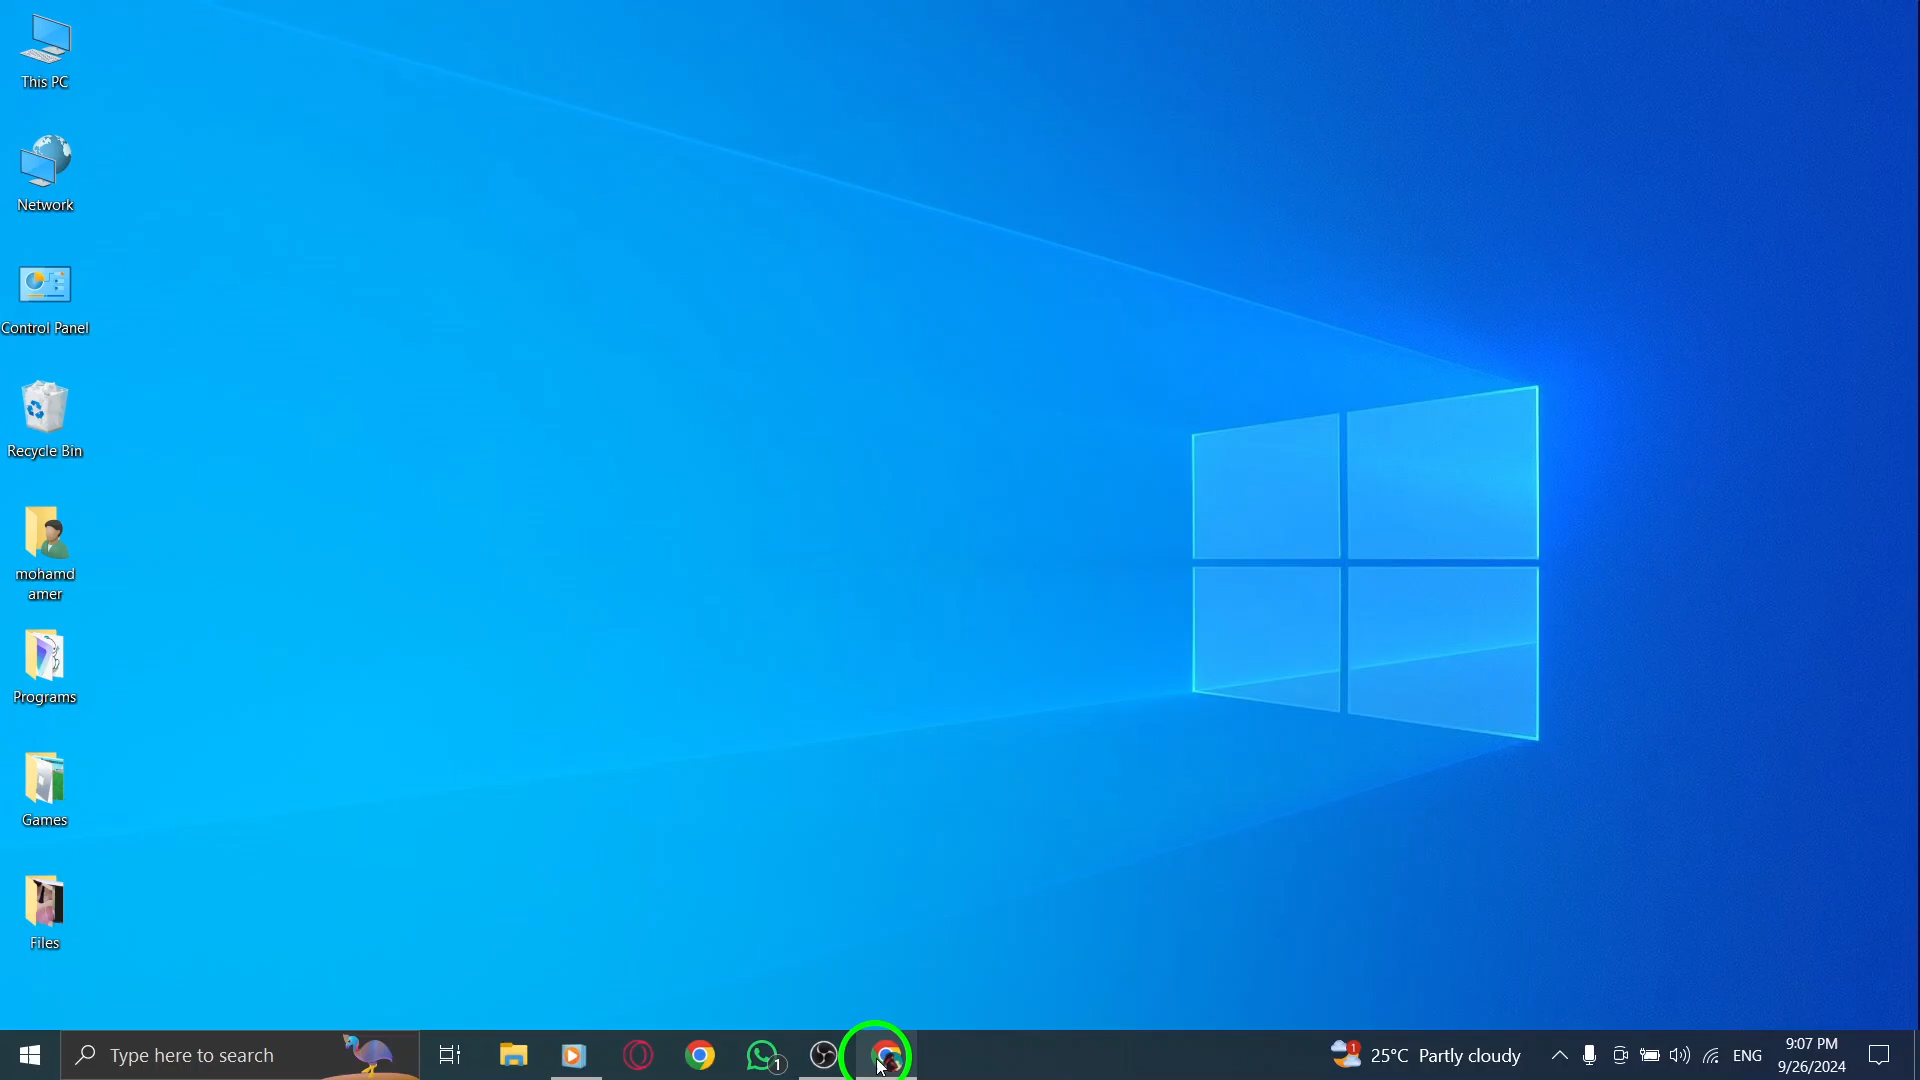 This PC
Network
Control Panel
Recycle Bin
mohamd
amer
Programs
Games
Files
Type here to search
1
1
25°C Partly cloudy
ENG
9:07 PM
9/26/2024